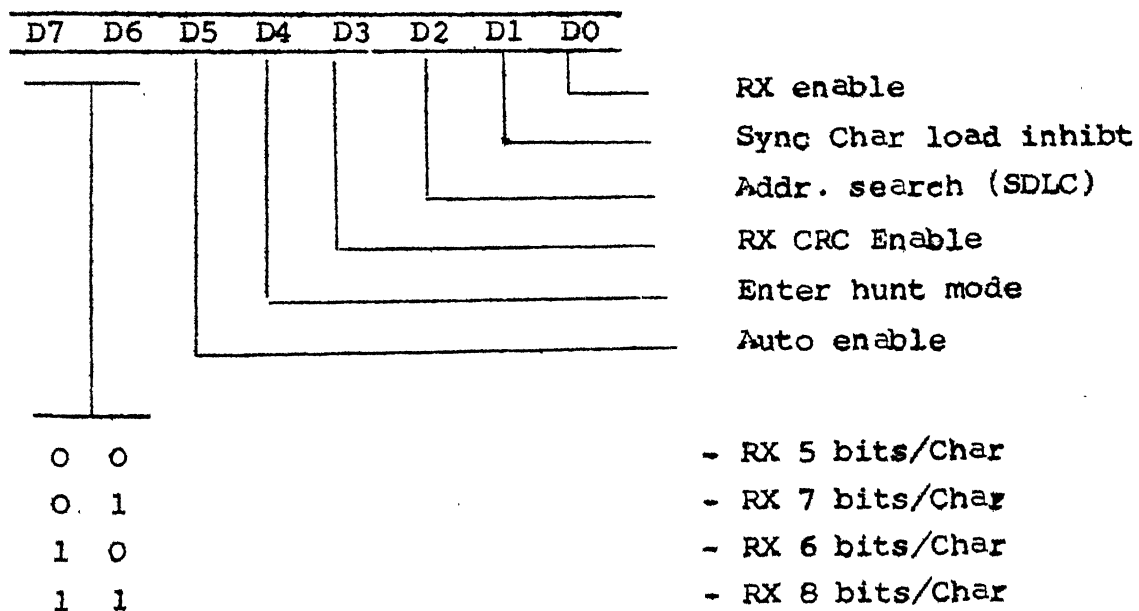 D7 D6 D5 D4 D3 D2 D1 D0
RX enable
Sync Char load inhibt
Addr. search (SDLC)
RX CRC Enable
Enter hunt mode
Auto enable
0 0 - RX 5 bits/Char
0 1 - RX 7 bits/Char
1 0 - RX 6 bits/Char
1 1 - RX 8 bits/Char